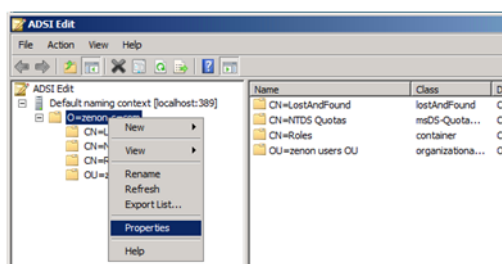 ADSI Edit
File Action View Help
ADSI Edit
Default naming context [localhost:389]
O=zenon,c=com
CN=L
CN=N
CN=R
OU=z
New
View
Rename
Refresh
Export List...
Properties
Help
Name Class D
CN=LostAndFound lostAndFound C
CN=NTDS Quotas msDS-Quota... C
CN=Roles container C
OU=zenon users OU organizationa... C